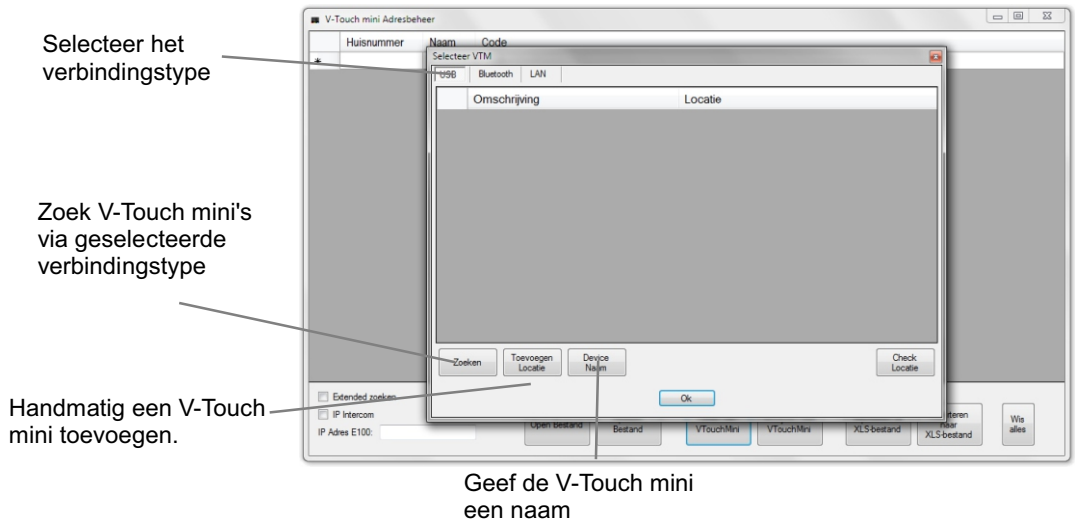 V-Touch mini Adresbeheer
Selecteer het
verbindingstype
Huisnummer Naam Code
Selecteer VTM
USB Bluetooth LAN
Omschrijving Locatie
Zoek V-Touch mini's
via geselecteerde
verbindingstype
Zoeken
Toevoegen
Locatie
Device
Naam
Check
Locatie
Ok
Handmatig een V-Touch
mini toevoegen.
Extended zoeken
IP Intercom
IP Adres E100:
Open Bestand
Bestand
VTouchMini
VTouchMini
XLS-bestand
naar
XLS-bestand
Wis
alles
Geef de V-Touch mini
een naam